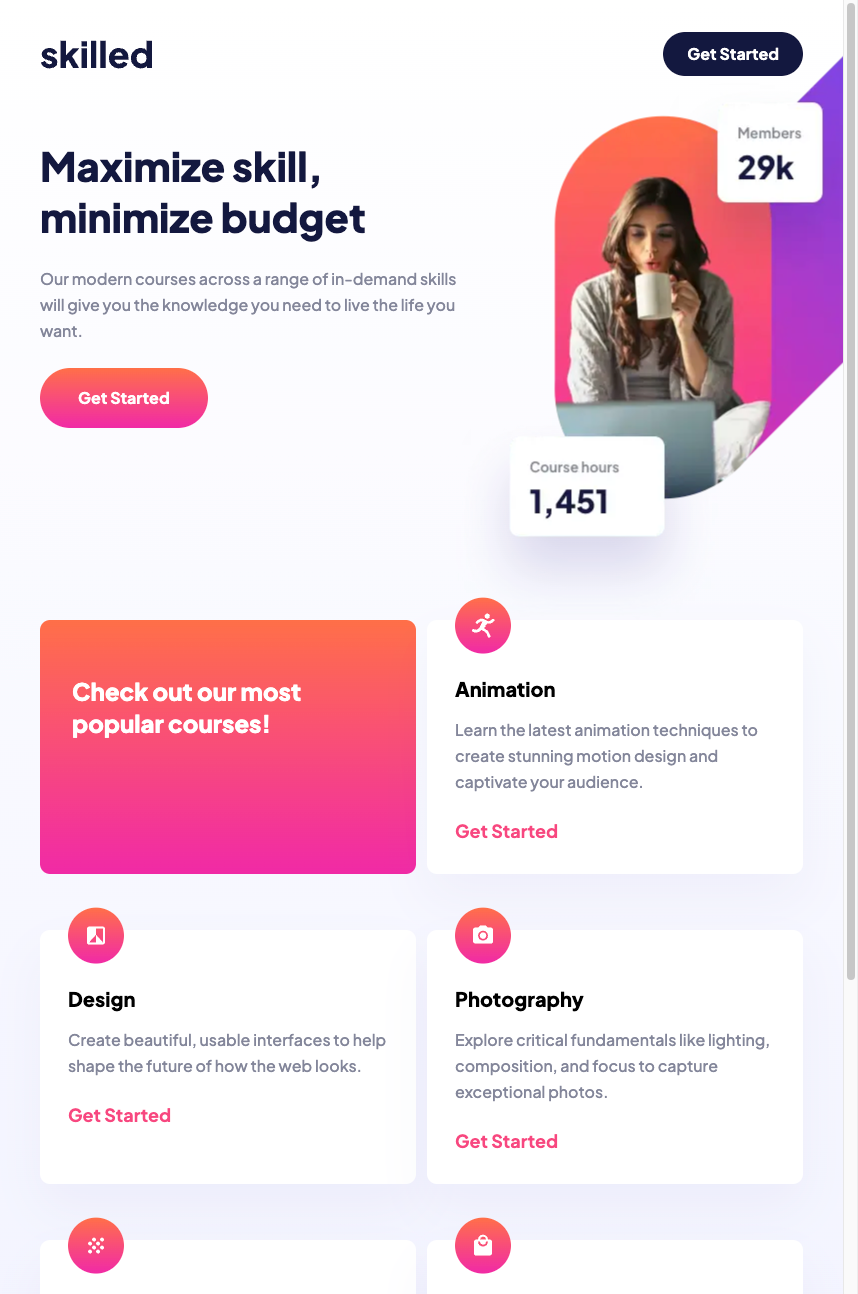 skilled
Get Started
Maximize skill,
minimize budget
Our modern courses across a range of in-demand skills
will give you the knowledge you need to live the life you
want.
Get Started
Members
29k
Course hours
1,451
Check out our most
popular courses!
Animation
Learn the latest animation techniques to
create stunning motion design and
captivate your audience.
Get Started
Design
Create beautiful, usable interfaces to help
shape the future of how the web looks.
Get Started
Photography
Explore critical fundamentals like lighting,
composition, and focus to capture
exceptional photos.
Get Started